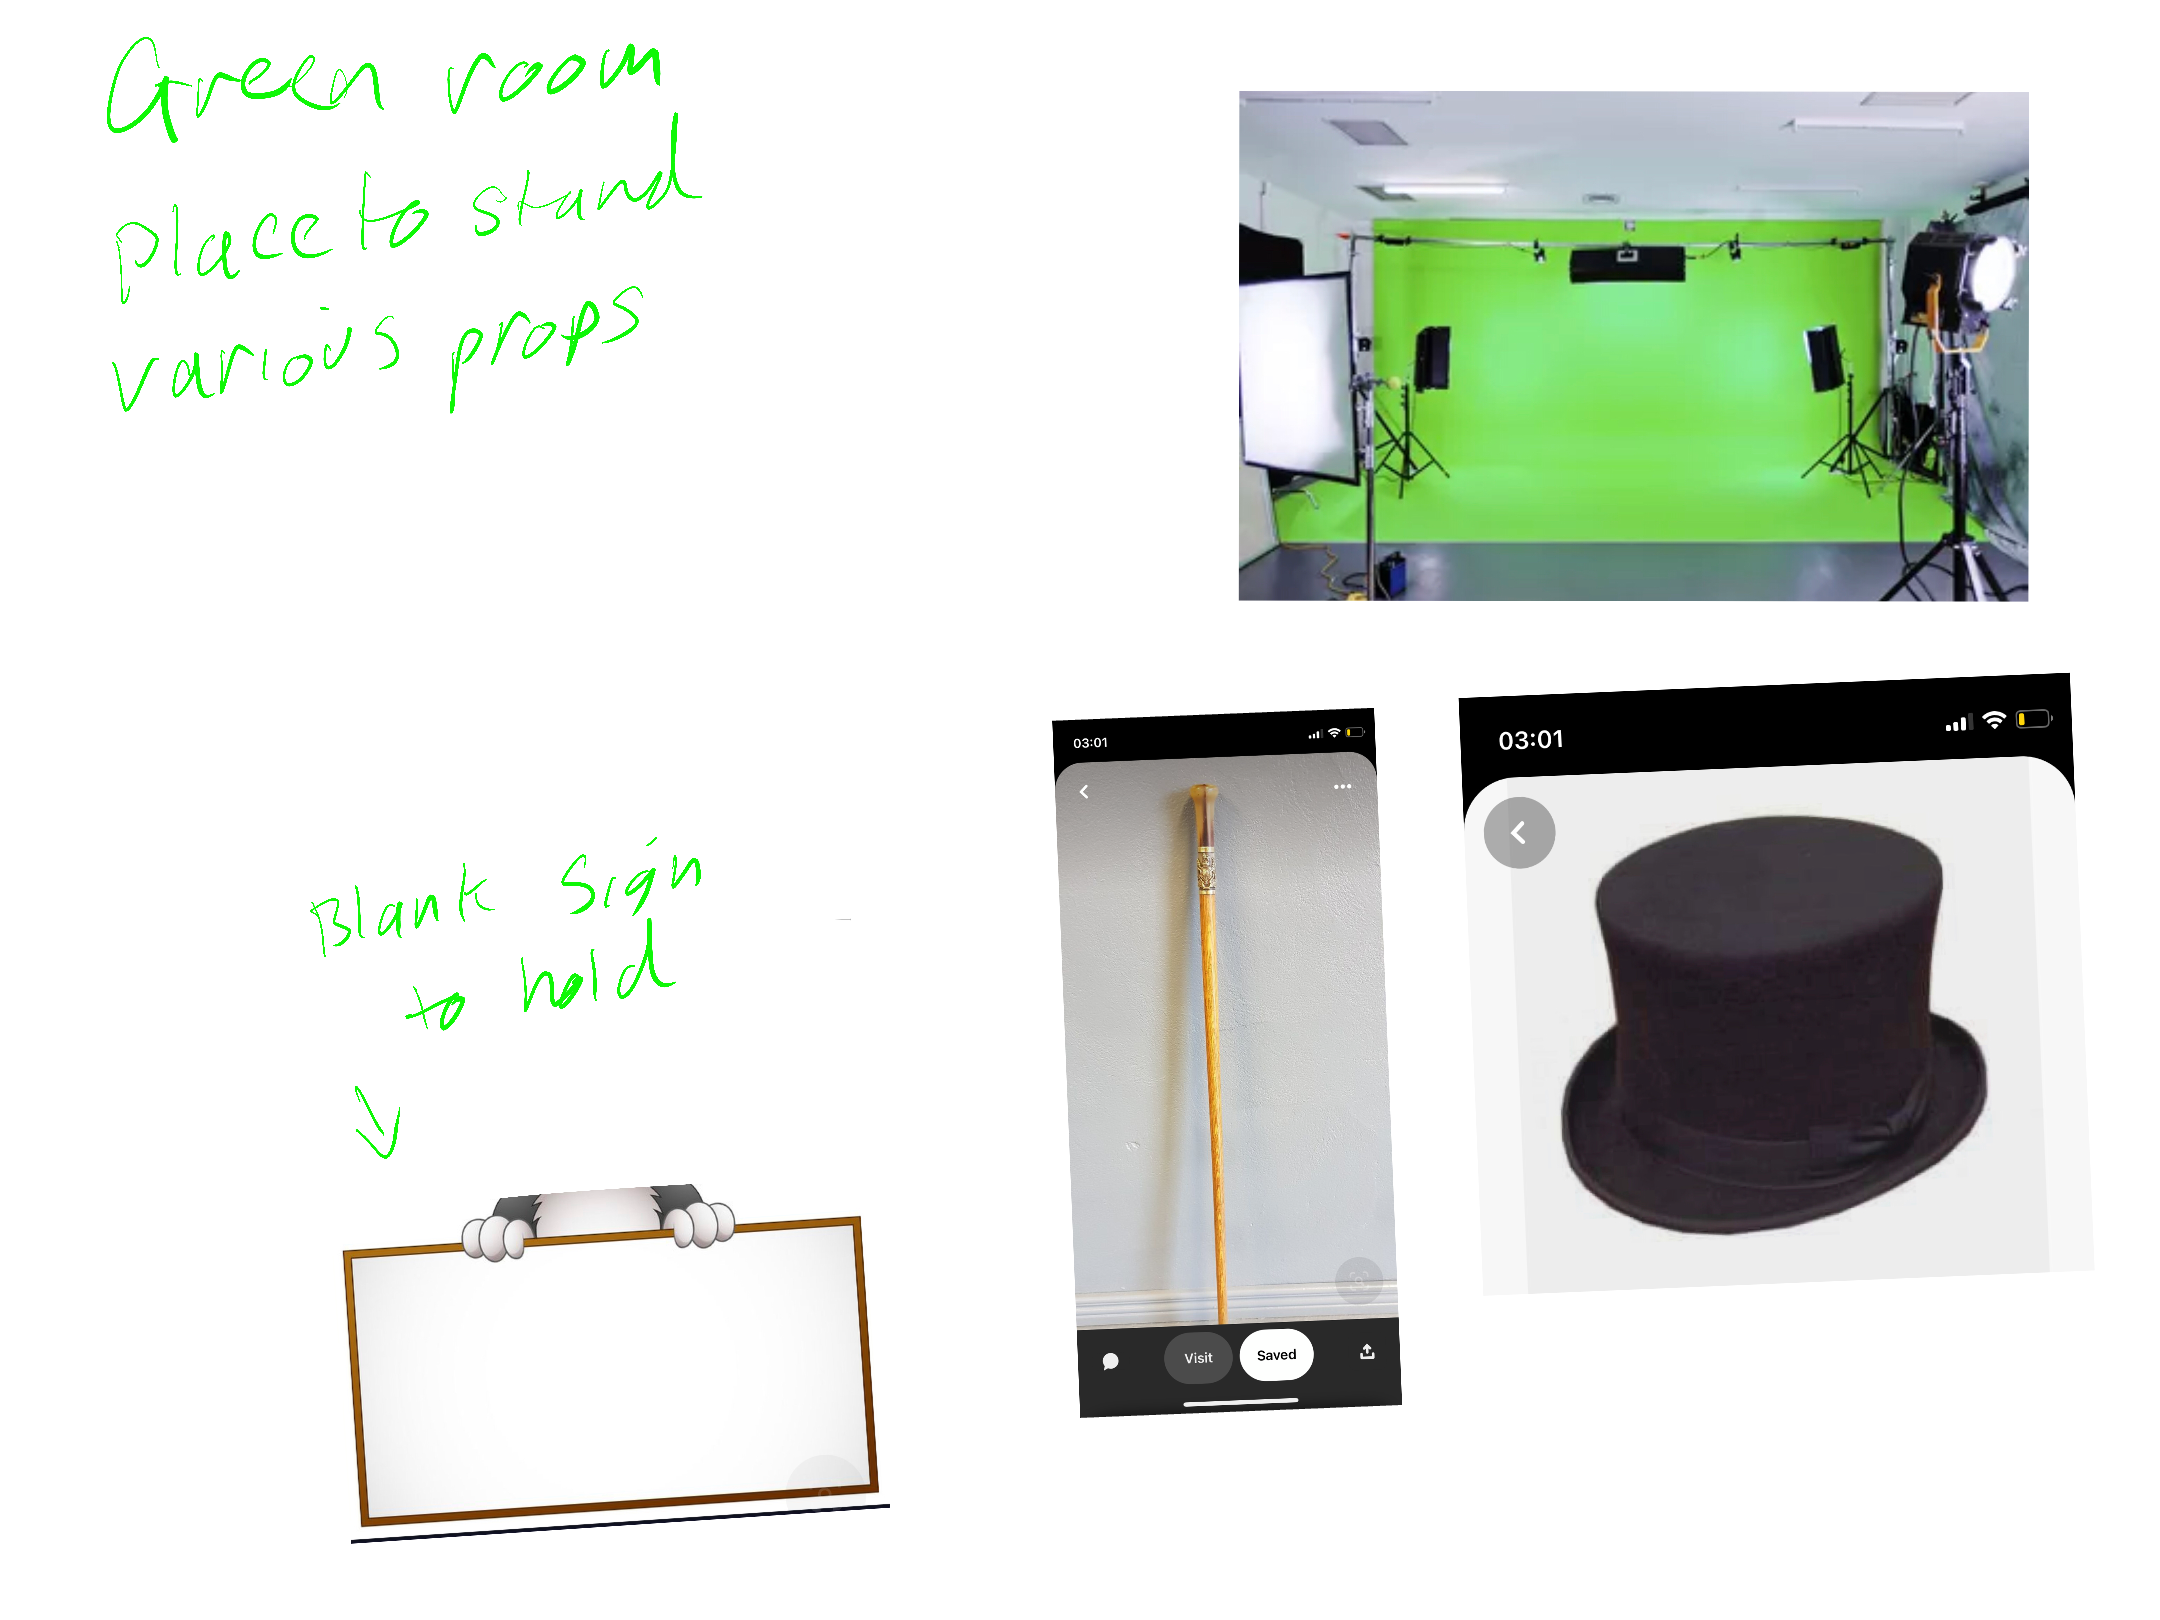 Green room
place to stand
various props
Blank Sign
to hold
03:01
Visit
Saved
03:01